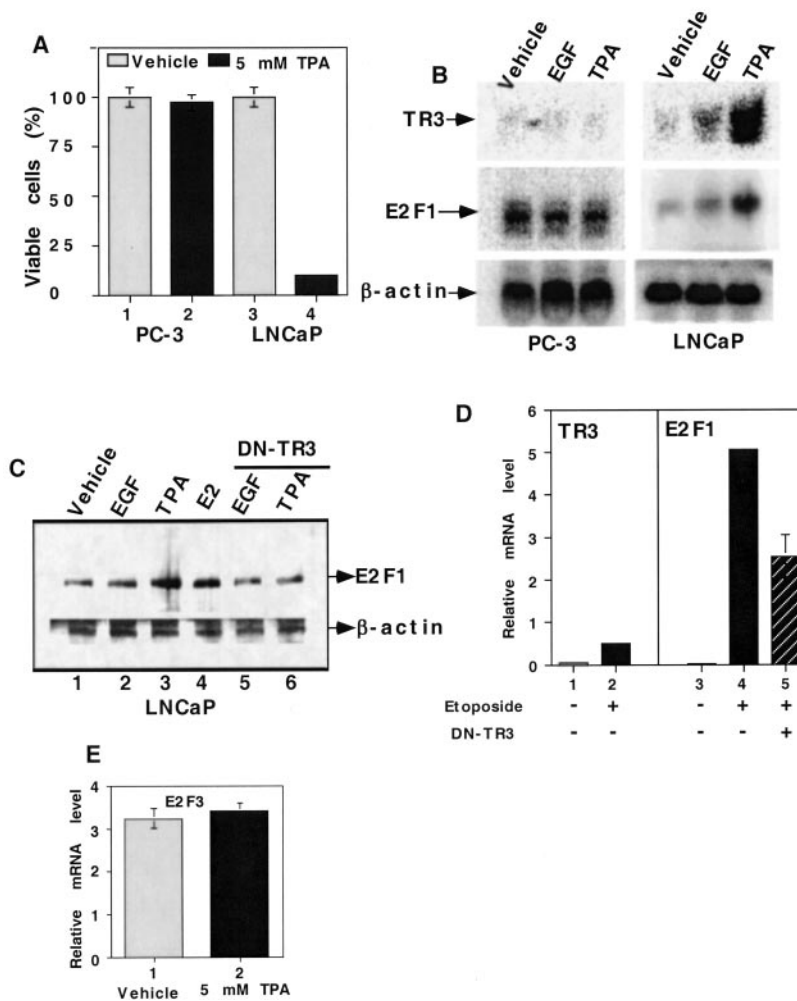 A
Vehicle 5 mM TPA
Viable cells (%)
100
75
50
25
0
1 2 3 4
PC-3 LNCaP
B
Vehicle EGF TPA Vehicle EGF TPA
TR3
E2F1
β-actin
PC-3 LNCaP
C
DN-TR3
Vehicle EGF TPA E2 EGF TPA
E2F1
β-actin
1 2 3 4 5 6
LNCaP
D
TR3 E2F1
Relative mRNA level
6
5
4
3
2
1
0
1 2 3 4 5
Etoposide - + - + +
DN-TR3 - - - - +
E
E2F3
Relative mRNA level
4
3
2
1
0
1 2
Vehicle 5 mM TPA